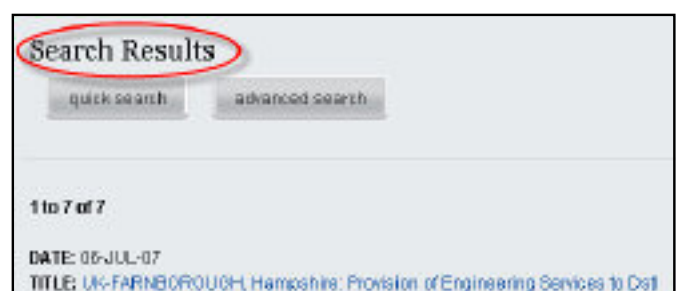 Search Results
quick search advanced search
1 to 7 of 7
DATE: 06-JUL-07
TITLE: UK-FARNBOROUGH, Hampshire: Provision of Engineering Services to Dstl